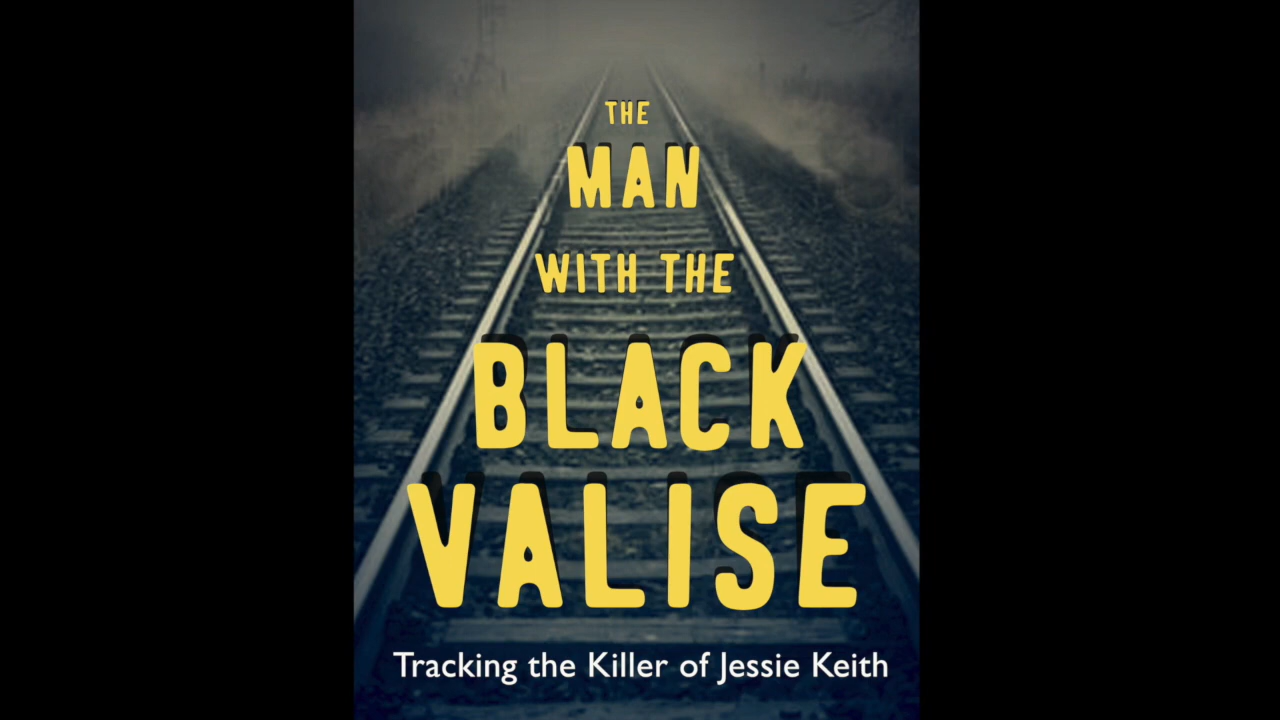 THE
MAN
WITH THE
BLACK
VALISE
Tracking the Killer of Jessie Keith